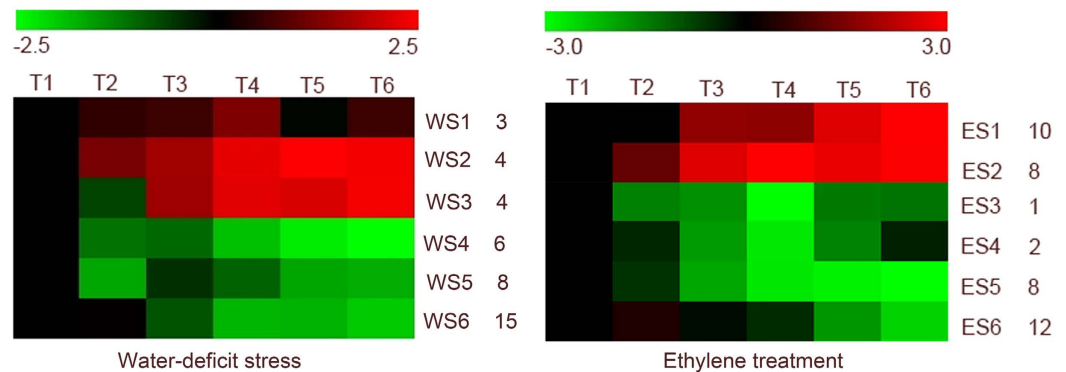 -2.5 2.5
T1 T2 T3 T4 T5 T6
WS1 3
WS2 4
WS3 4
WS4 6
WS5 8
WS6 15
Water-deficit stress
-3.0 3.0
T1 T2 T3 T4 T5 T6
ES1 10
ES2 8
ES3 1
ES4 2
ES5 8
ES6 12
Ethylene treatment